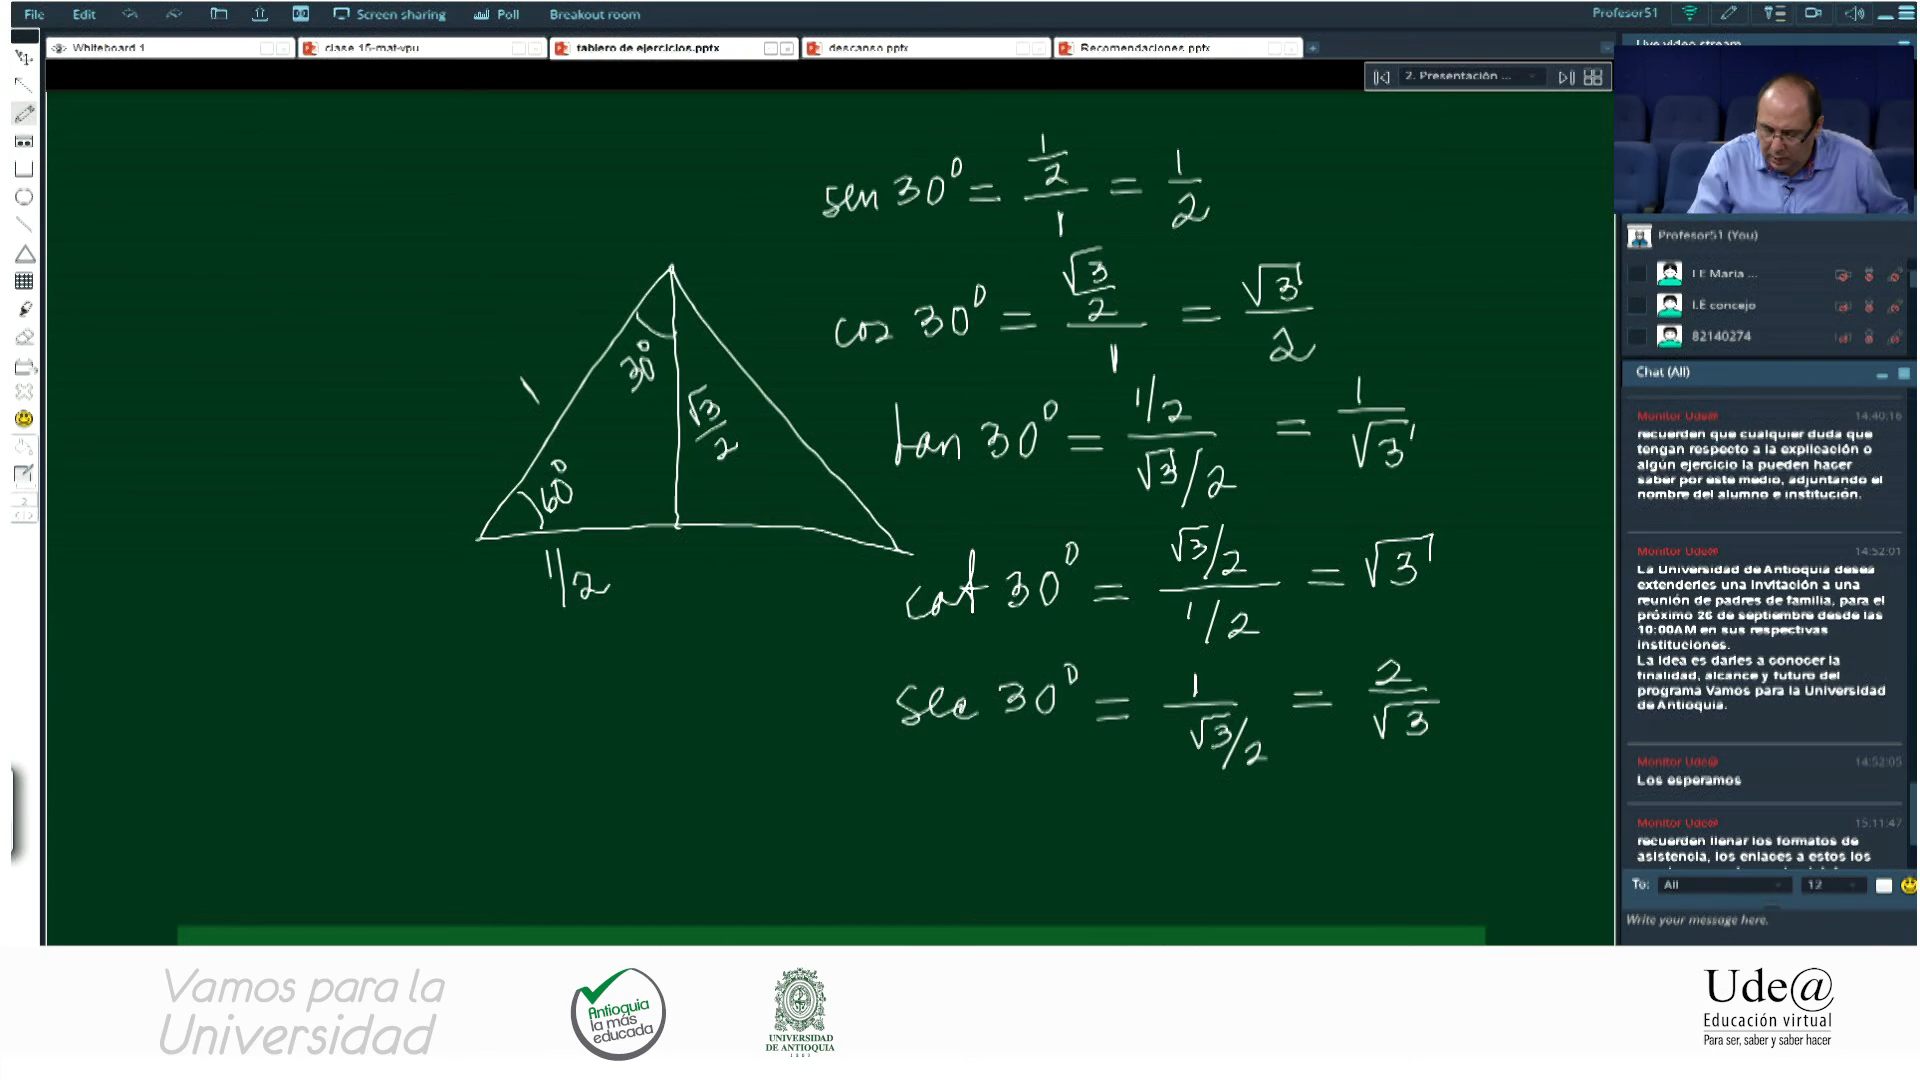 File Edit Screen sharing Poll Breakout room Profesor51
Whiteboard 1 clase 15-mat-vpu tablero de ejercicios.pptx descanso.pptx Recomendaciones.pptx
Live video stream
2. Presentación ...
sen 30° = 1/2 / 1 = 1/2
cos 30° = √3/2 / 1 = √3/2
tan 30° = 1/2 / √3/2 = 1/√3
cot 30° = √3/2 / 1/2 = √3
sec 30° = 1 / √3/2 = 2/√3
30°
1
√3/2
60°
1/2
Profesor51 (You)
I E Maria ...
I.E concejo
82140274
Chat (All)
Monitor Ude@ 14:40:16
recuerden que cualquier duda que
tengan respecto a la explicación o
algún ejercicio la pueden hacer
saber por este medio, adjuntando el
nombre del alumno e institución.
Monitor Ude@ 14:52:01
La Universidad de Antioquia desea
extenderles una invitación a una
reunión de padres de familia, para el
próximo 26 de septiembre desde las
10:00AM en sus respectivas
instituciones.
La idea es darles a conocer la
finalidad, alcance y futuro del
programa Vamos para la Universidad
de Antioquia.
Monitor Ude@ 14:52:05
Los esperamos
Monitor Ude@ 15:11:47
recuerden llenar los formatos de
asistencia, los enlaces a estos los
To: All 12
Write your message here.
Vamos para la
Universidad
Antioquia
la más
educada
UNIVERSIDAD
DE ANTIOQUIA
1803
Ude@
Educación virtual
Para ser, saber y saber hacer